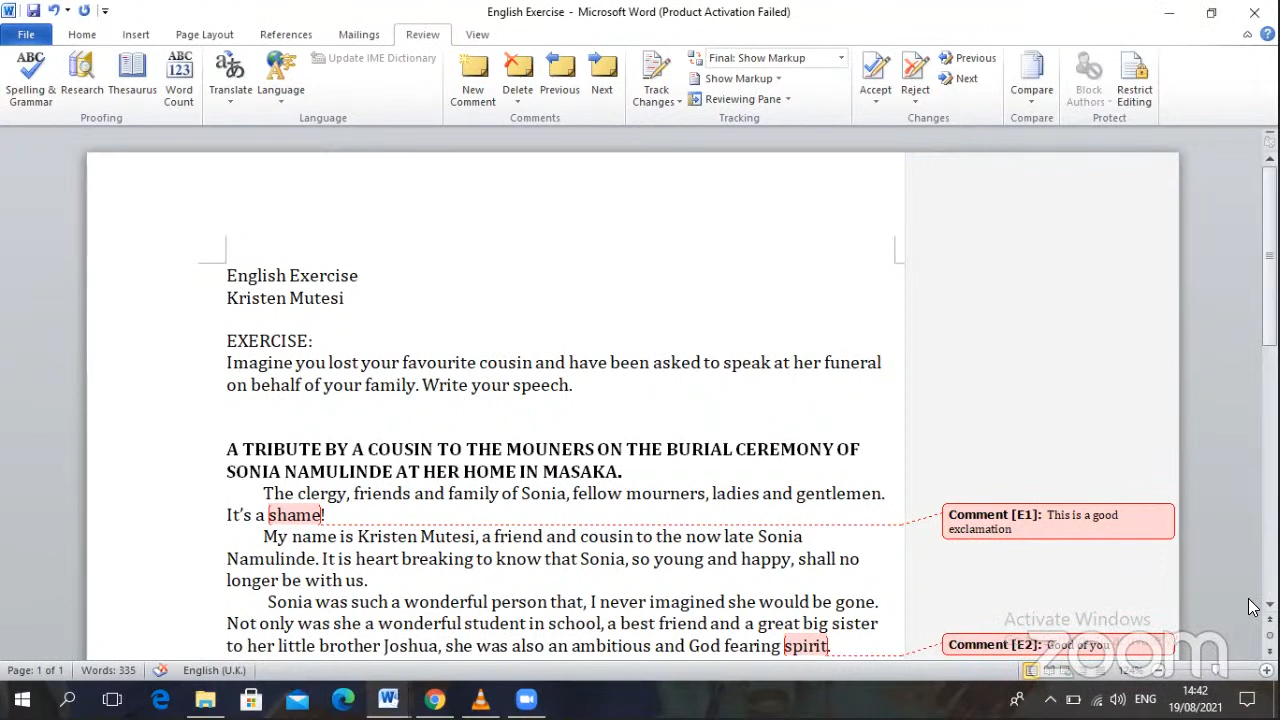 English Exercise - Microsoft Word (Product Activation Failed)
File Home Insert Page Layout References Mailings Review View
ABC Spelling & Grammar
Research
Thesaurus
ABC 123 Word Count
Proofing
Translate
Language
Update IME Dictionary
Language
New Comment
Delete
Previous
Next
Comments
Track Changes
Final: Show Markup
Show Markup
Reviewing Pane
Tracking
Accept
Reject
Previous
Next
Changes
Compare
Compare
Block Authors
Restrict Editing
Protect
English Exercise
Kristen Mutesi
EXERCISE:
Imagine you lost your favourite cousin and have been asked to speak at her funeral
on behalf of your family. Write your speech.
A TRIBUTE BY A COUSIN TO THE MOUNERS ON THE BURIAL CEREMONY OF
SONIA NAMULINDE AT HER HOME IN MASAKA.
The clergy, friends and family of Sonia, fellow mourners, ladies and gentlemen.
It's a shame!
Comment [E1]: This is a good
exclamation
My name is Kristen Mutesi, a friend and cousin to the now late Sonia
Namulinde. It is heart breaking to know that Sonia, so young and happy, shall no
longer be with us.
Sonia was such a wonderful person that, I never imagined she would be gone.
Not only was she a wonderful student in school, a best friend and a great big sister
to her little brother Joshua, she was also an ambitious and God fearing spirit.
Comment [E2]: Good of you
Activate Windows
zoom
Page: 1 of 1 Words: 335 English (U.K.) 124%
ENG
14:42
19/08/2021